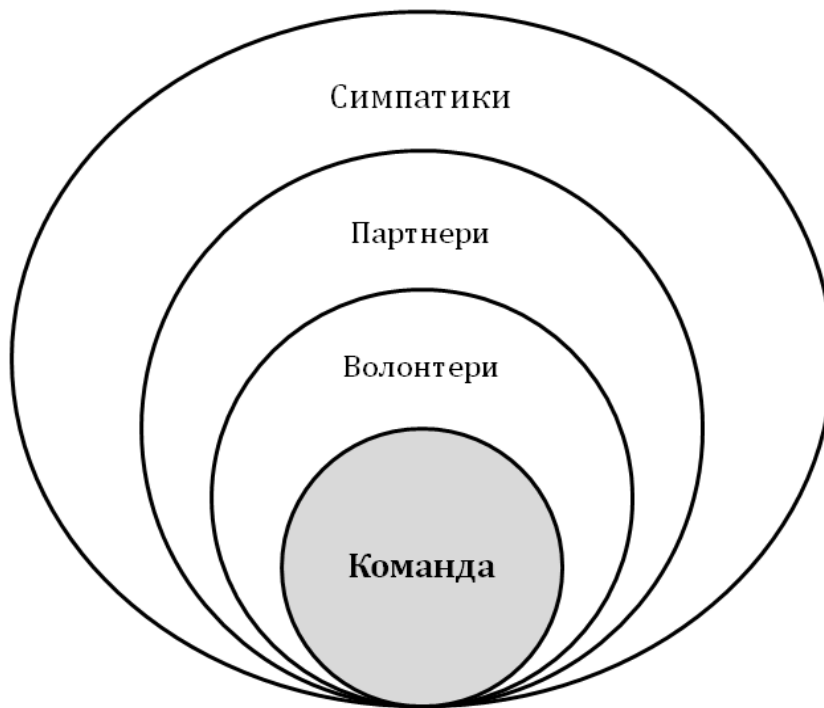 Симпатики
Партнери
Волонтери
Команда